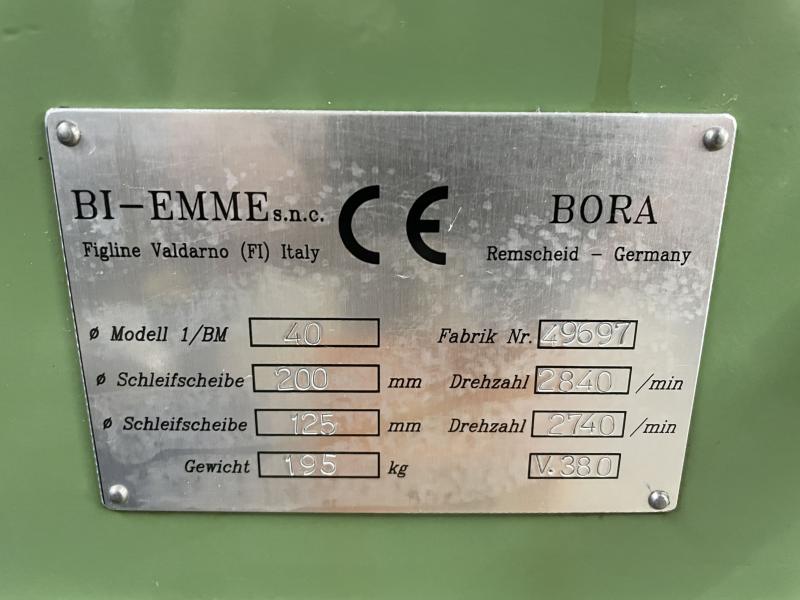 BI-EMME s.n.c.
Figline Valdarno (FI) Italy
CE
BORA
Remscheid - Germany
ø Modell 1/BM 40
Fabrik Nr. 49697
ø Schleifscheibe 200 mm
Drehzahl 2840 /min
ø Schleifscheibe 125 mm
Drehzahl 2740 /min
Gewicht 195 kg
V.380